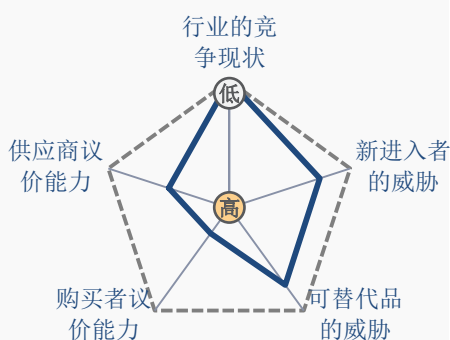 行业的竞
争现状
低
供应商议
价能力
新进入者
的威胁
高
购买者议
价能力
可替代品
的威胁